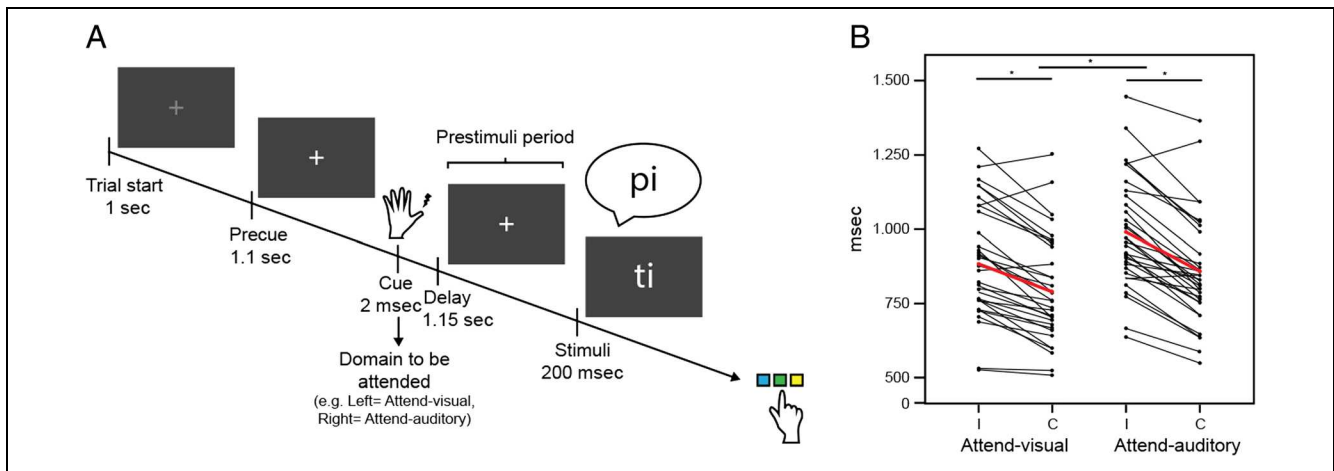 A
Trial start
1 sec
Precue
1.1 sec
Cue
2 msec
Domain to be
attended
(e.g. Left= Attend-visual,
Right= Attend-auditory)
Prestimuli period
Delay
1.15 sec
pi
ti
Stimuli
200 msec
B
msec
1.500
1.250
1.000
750
500
0
*
*
*
I
C
I
C
Attend-visual
Attend-auditory